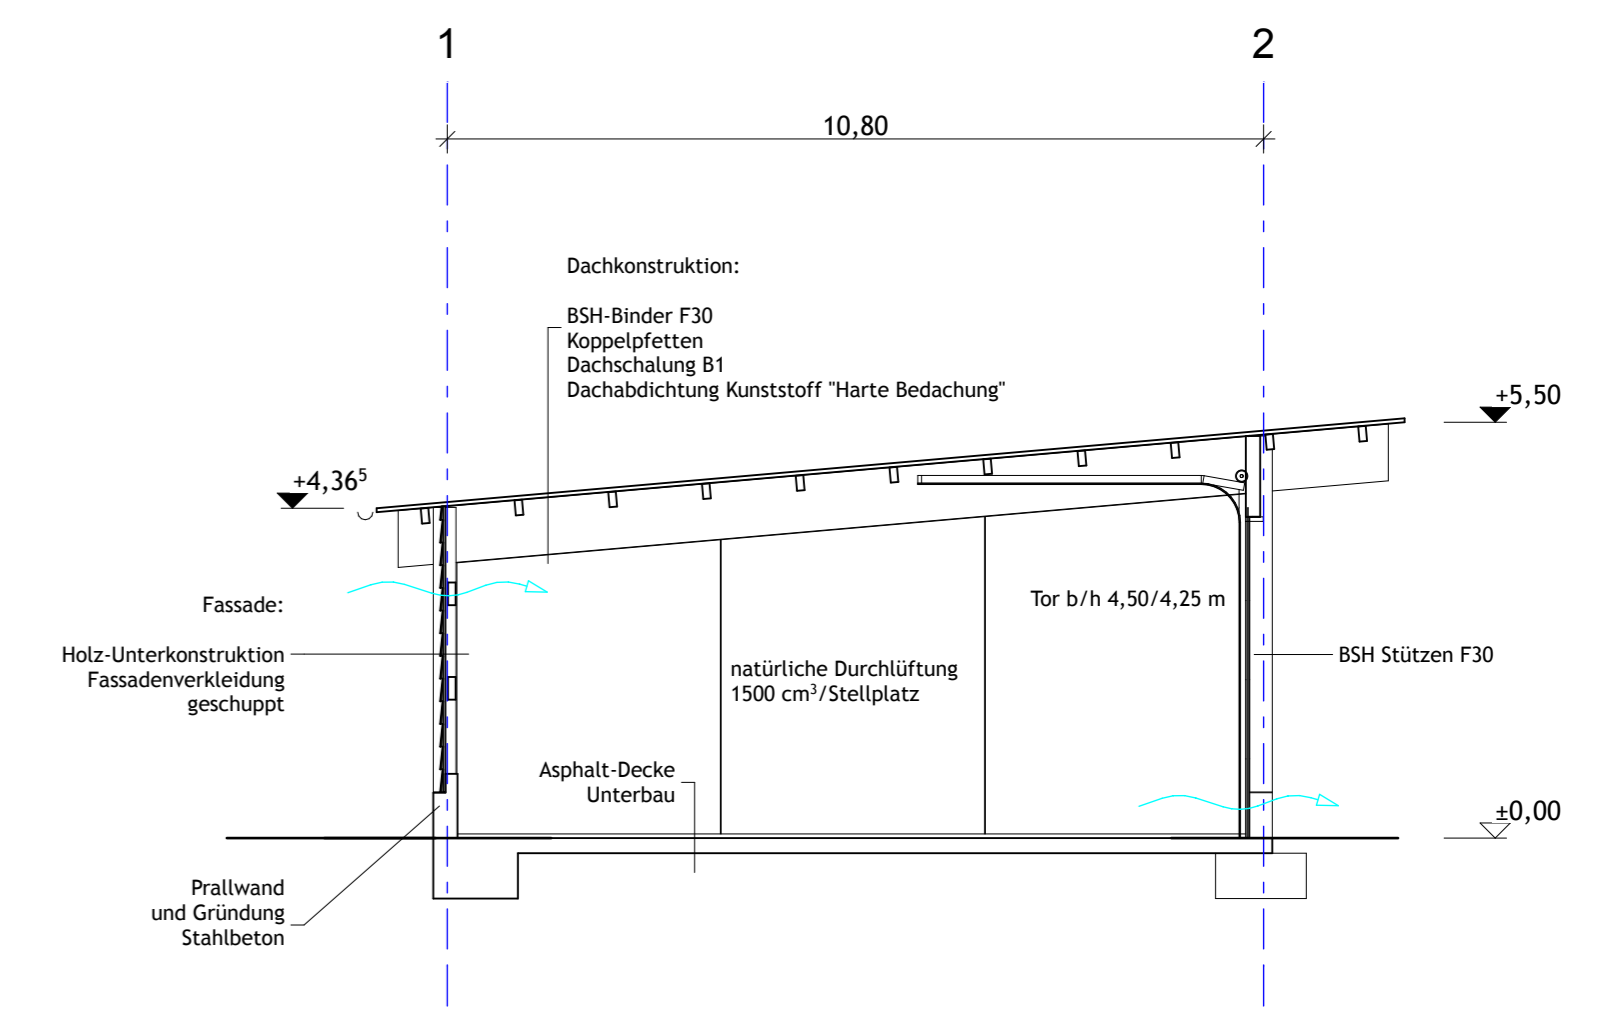 1
2
10,80
Dachkonstruktion:
BSH-Binder F30
Koppelpfetten
Dachschalung B1
Dachabdichtung Kunststoff "Harte Bedachung"
+5,50
+4,36⁵
Fassade:
Holz-Unterkonstruktion
Fassadenverkleidung
geschuppt
Tor b/h 4,50/4,25 m
BSH Stützen F30
natürliche Durchlüftung
1500 cm³/Stellplatz
Asphalt-Decke
Unterbau
±0,00
Prallwand
und Gründung
Stahlbeton